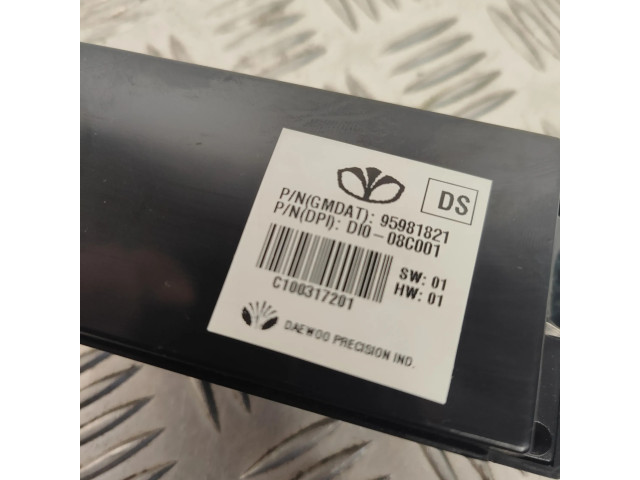 DS
P/N(GMDAT): 95981821
P/N(DPI): DI0-08C001
SW: 01
HW: 01
C100317201
DAEWOO PRECISION IND.